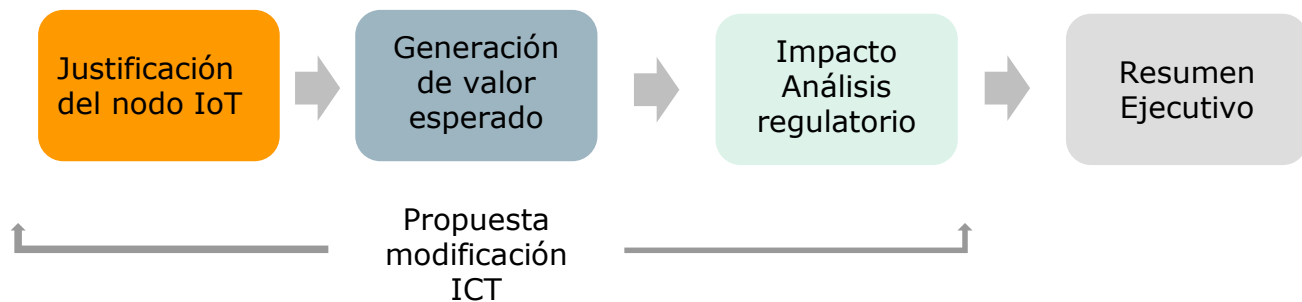 Justificación
del nodo IoT
Generación
de valor
esperado
Impacto
Análisis
regulatorio
Resumen
Ejecutivo
Propuesta
modificación
ICT